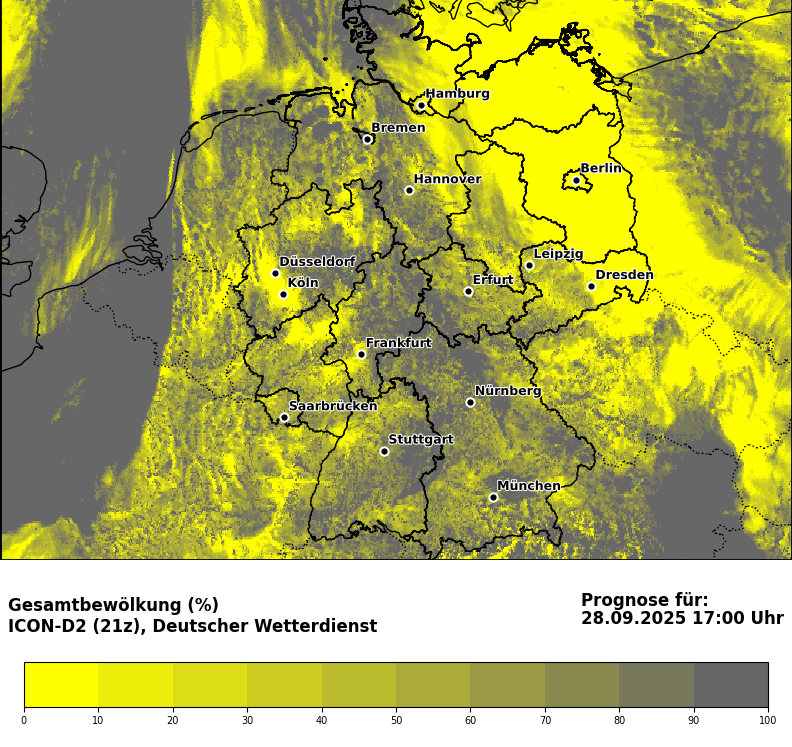 Hamburg
Bremen
Berlin
Hannover
Leipzig
Düsseldorf
Dresden
Köln
Erfurt
Frankfurt
Nürnberg
Saarbrücken
Stuttgart
München
Gesamtbewölkung (%)
ICON-D2 (21z), Deutscher Wetterdienst
Prognose für:
28.09.2025 17:00 Uhr
0 10 20 30 40 50 60 70 80 90 100